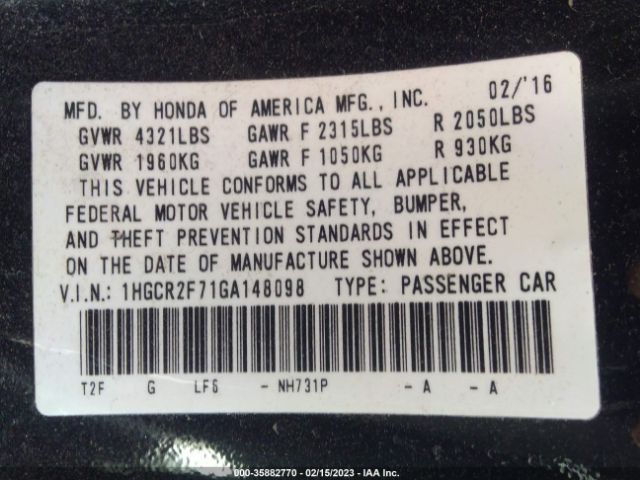 MFD. BY HONDA OF AMERICA MFG., INC. 02/'16
GVWR 4321LBS GAWR F 2315LBS R 2050LBS
GVWR 1960KG GAWR F 1050KG R 930KG
THIS VEHICLE CONFORMS TO ALL APPLICABLE
FEDERAL MOTOR VEHICLE SAFETY, BUMPER,
AND THEFT PREVENTION STANDARDS IN EFFECT
ON THE DATE OF MANUFACTURE SHOWN ABOVE.
V.I.N.: 1HGCR2F71GA148098 TYPE: PASSENGER CAR
T2F G LF5 - NH731P - A - A
000-35882770 - 02/15/2023 - IAA Inc.